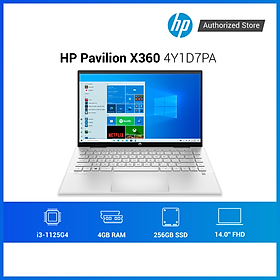 hp
Authorized Store
HP Pavilion X360 4Y1D7PA
i3-1125G4
4GB RAM
256GB SSD
14.0" FHD